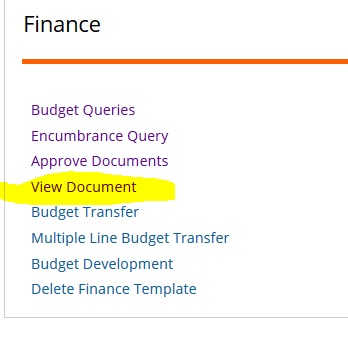 Finance
Budget Queries
Encumbrance Query
Approve Documents
View Document
Budget Transfer
Multiple Line Budget Transfer
Budget Development
Delete Finance Template